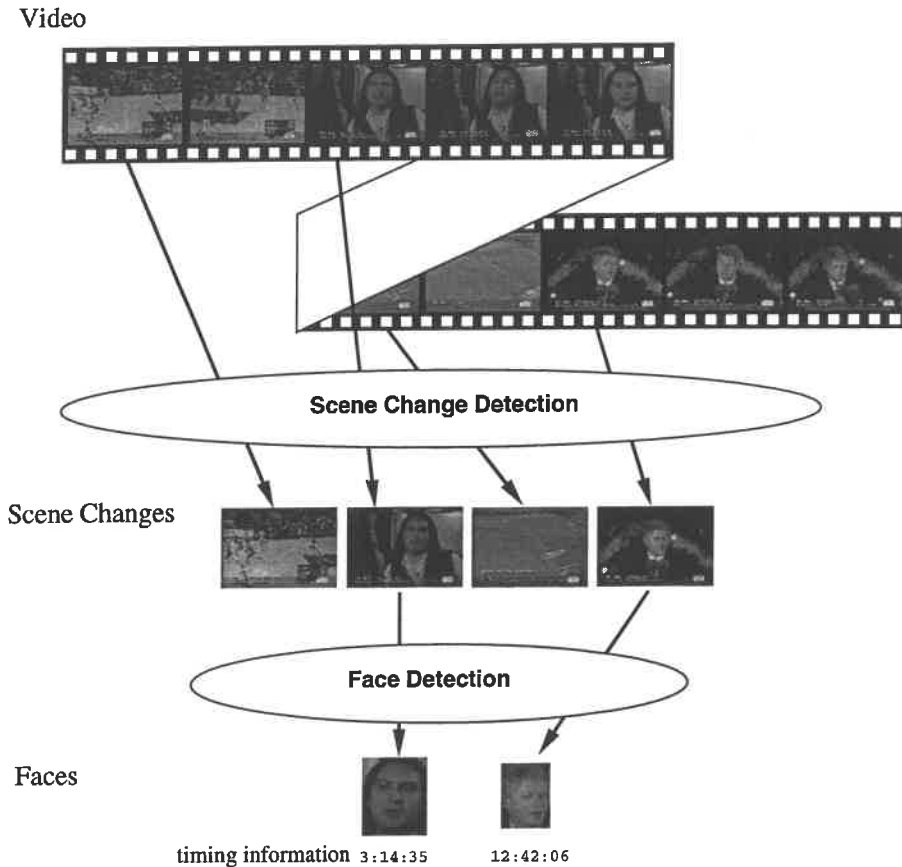 Video
Scene Change Detection
Scene Changes
Face Detection
Faces
timing information 3:14:35 12:42:06